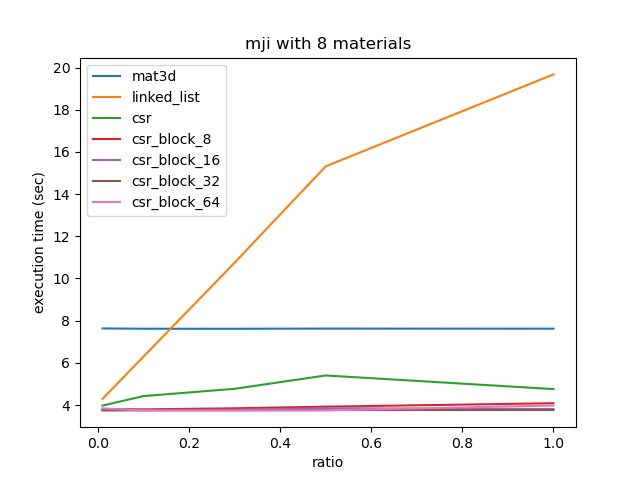 mji with 8 materials
execution time (sec)
20
18
16
14
12
10
8
6
4
mat3d
linked_list
csr
csr_block_8
csr_block_16
csr_block_32
csr_block_64
0.0 0.2 0.4 0.6 0.8 1.0
ratio